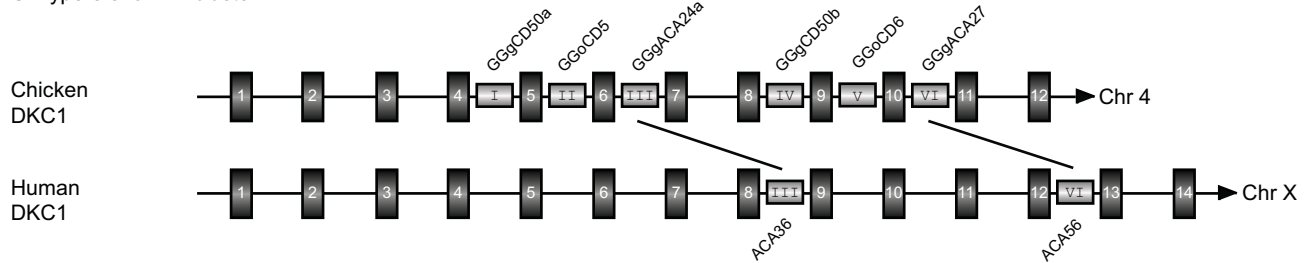 GGgCD50a GGoCD5 GGgACA24a GGgCD50b GGoCD6 GGgACA27
Chicken
DKC1
1 2 3 4 I 5 II 6 III 7 8 IV 9 V 10 VI 11 12 Chr 4
Human
DKC1
1 2 3 4 5 6 7 8 III 9 10 11 12 VI 13 14 Chr X
ACA36 ACA56